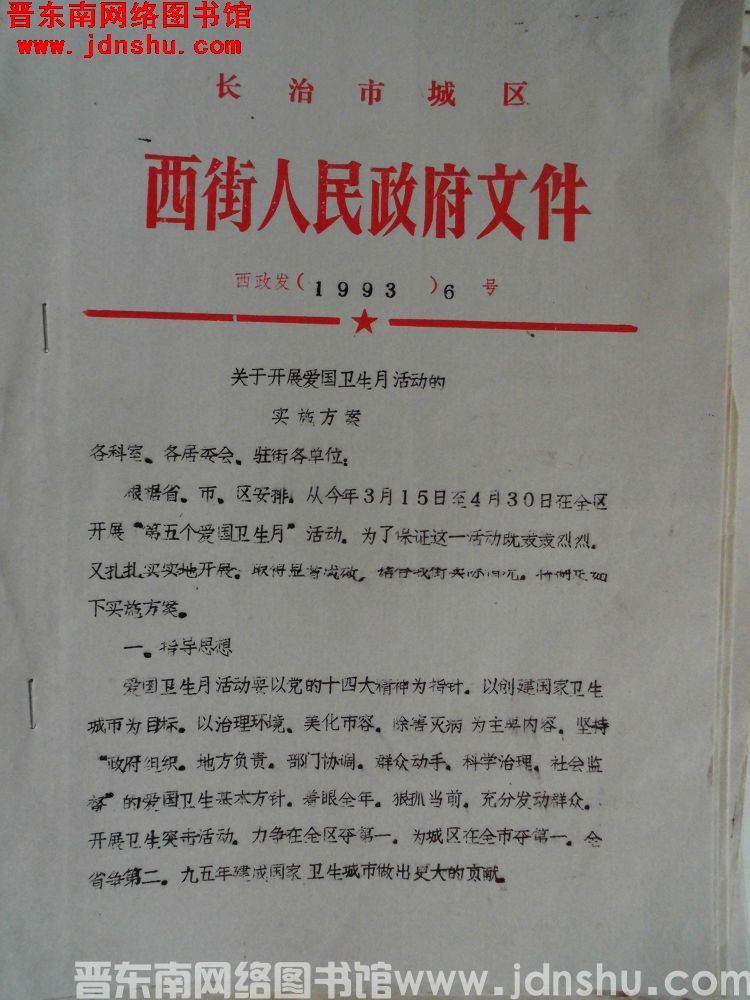 晋东南网络图书馆
www.jdnshu.com
长治市城区
西街人民政府文件
西政发(1993)6号
关于开展爱国卫生月活动的
实施方案
各科室、各居委会、驻街各单位:
根据省、市、区安排,从今年3月15日至4月30日在全区
开展“第五个爱国卫生月”活动。为了保证这一活动既轰轰烈烈,
又扎扎实实地开展,取得显著成效,结合我街实际情况,特制定如
下实施方案。
一、指导思想
爱国卫生月活动要以党的十四大精神为指针,以创建国家卫生
城市为目标,以治理环境、美化市容、除害灭病为主要内容,坚持
“政府组织,地方负责,部门协调,群众动手,科学治理,社会监
督”的爱国卫生基本方针,着眼全年,狠抓当前,充分发动群众,
开展卫生突击活动,力争在全区夺第一,为城区在全市夺第一,全
省争第二,九五年建成国家卫生城市做出更大的贡献。
晋东南网络图书馆www.jdnshu.com